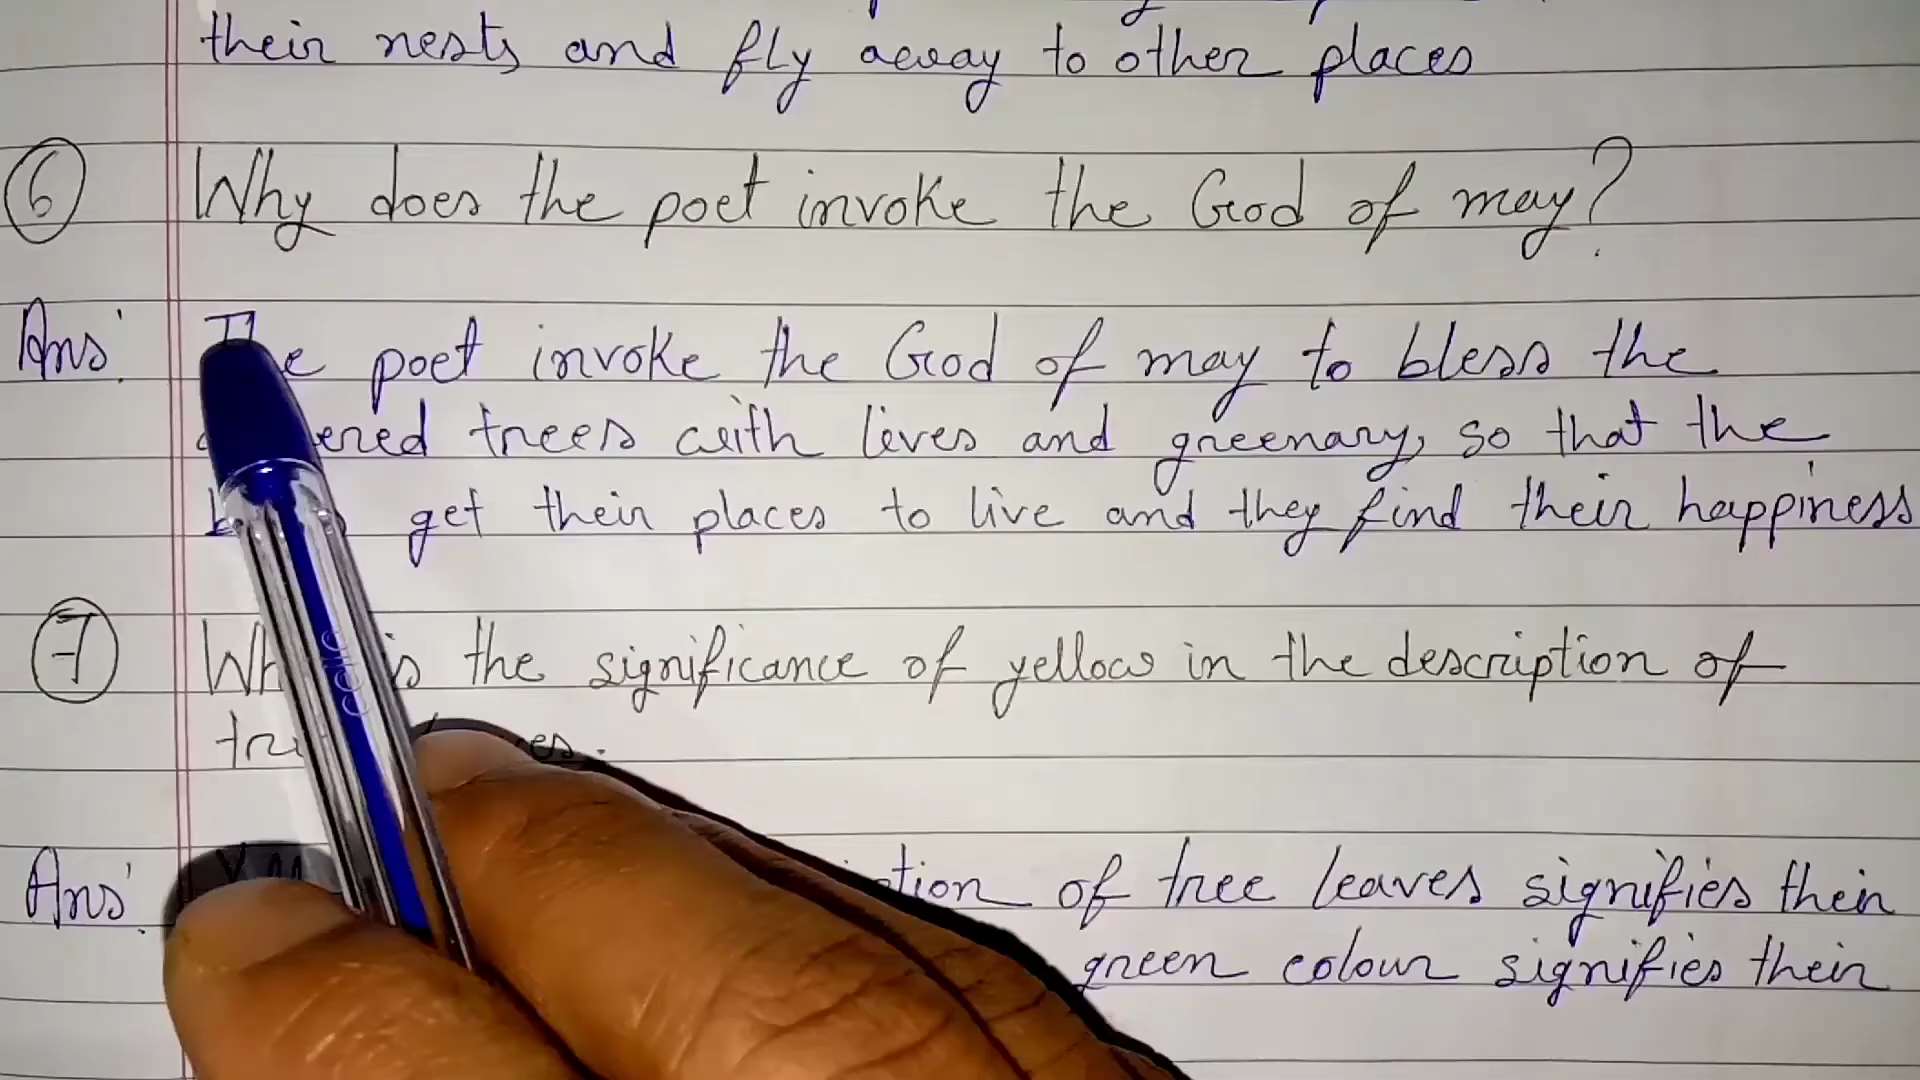 their nests and fly away to other places
6 Why does the poet invoke the God of may?
Ans: The poet invoke the God of may to bless the
trees with leves and greenary, so that the
get their places to live and they find their happiness
7 is the significance of yellow in the description of
Ans: of tree leaves signifies their
green colour signifies their
cello